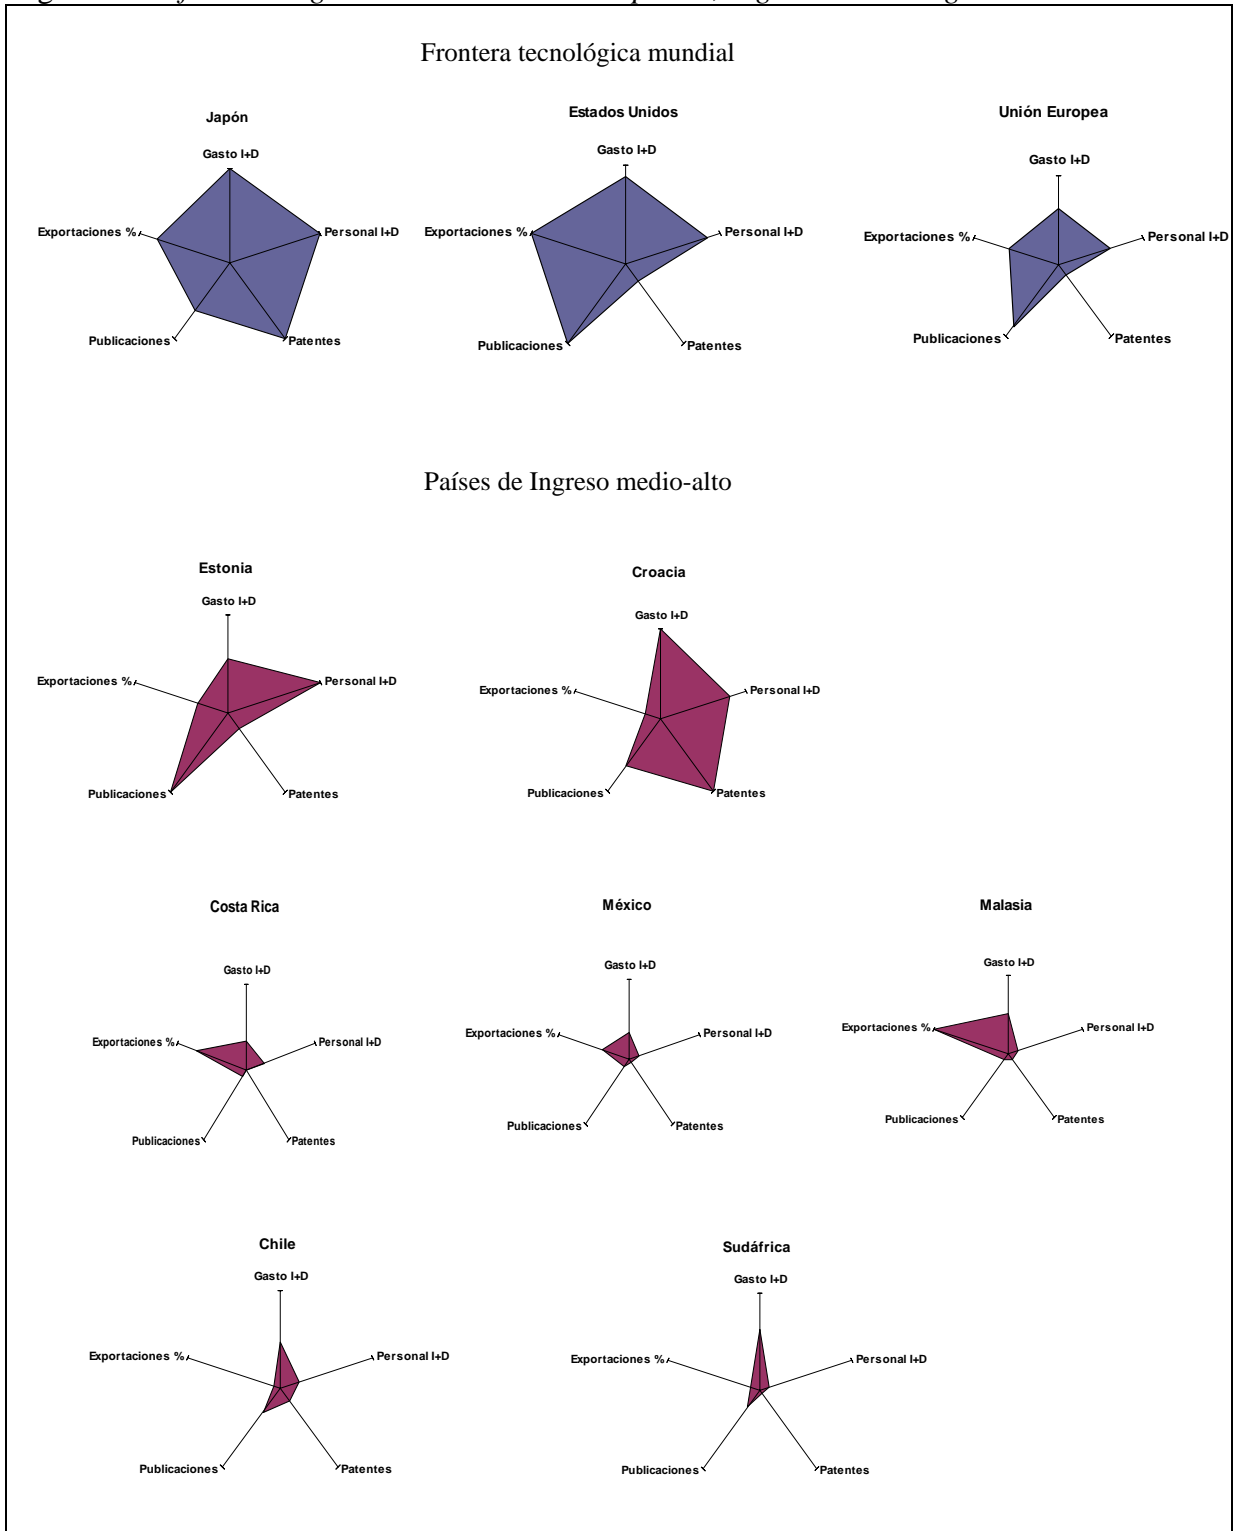 Frontera tecnológica mundial
Japón
Estados Unidos
Unión Europea
Gasto I+D
Gasto I+D
Gasto I+D
Exportaciones %
Personal I+D
Exportaciones %
Personal I+D
Exportaciones %
Personal I+D
Publicaciones
Patentes
Publicaciones
Patentes
Publicaciones
Patentes
Países de Ingreso medio-alto
Estonia
Croacia
Gasto I+D
Gasto I+D
Exportaciones %
Personal I+D
Exportaciones %
Personal I+D
Publicaciones
Patentes
Publicaciones
Patentes
Costa Rica
México
Malasia
Gasto I+D
Gasto I+D
Gasto I+D
Exportaciones %
Personal I+D
Exportaciones %
Personal I+D
Exportaciones %
Personal I+D
Publicaciones
Patentes
Publicaciones
Patentes
Publicaciones
Patentes
Chile
Sudáfrica
Gasto I+D
Gasto I+D
Exportaciones %
Personal I+D
Exportaciones %
Personal I+D
Publicaciones
Patentes
Publicaciones
Patentes